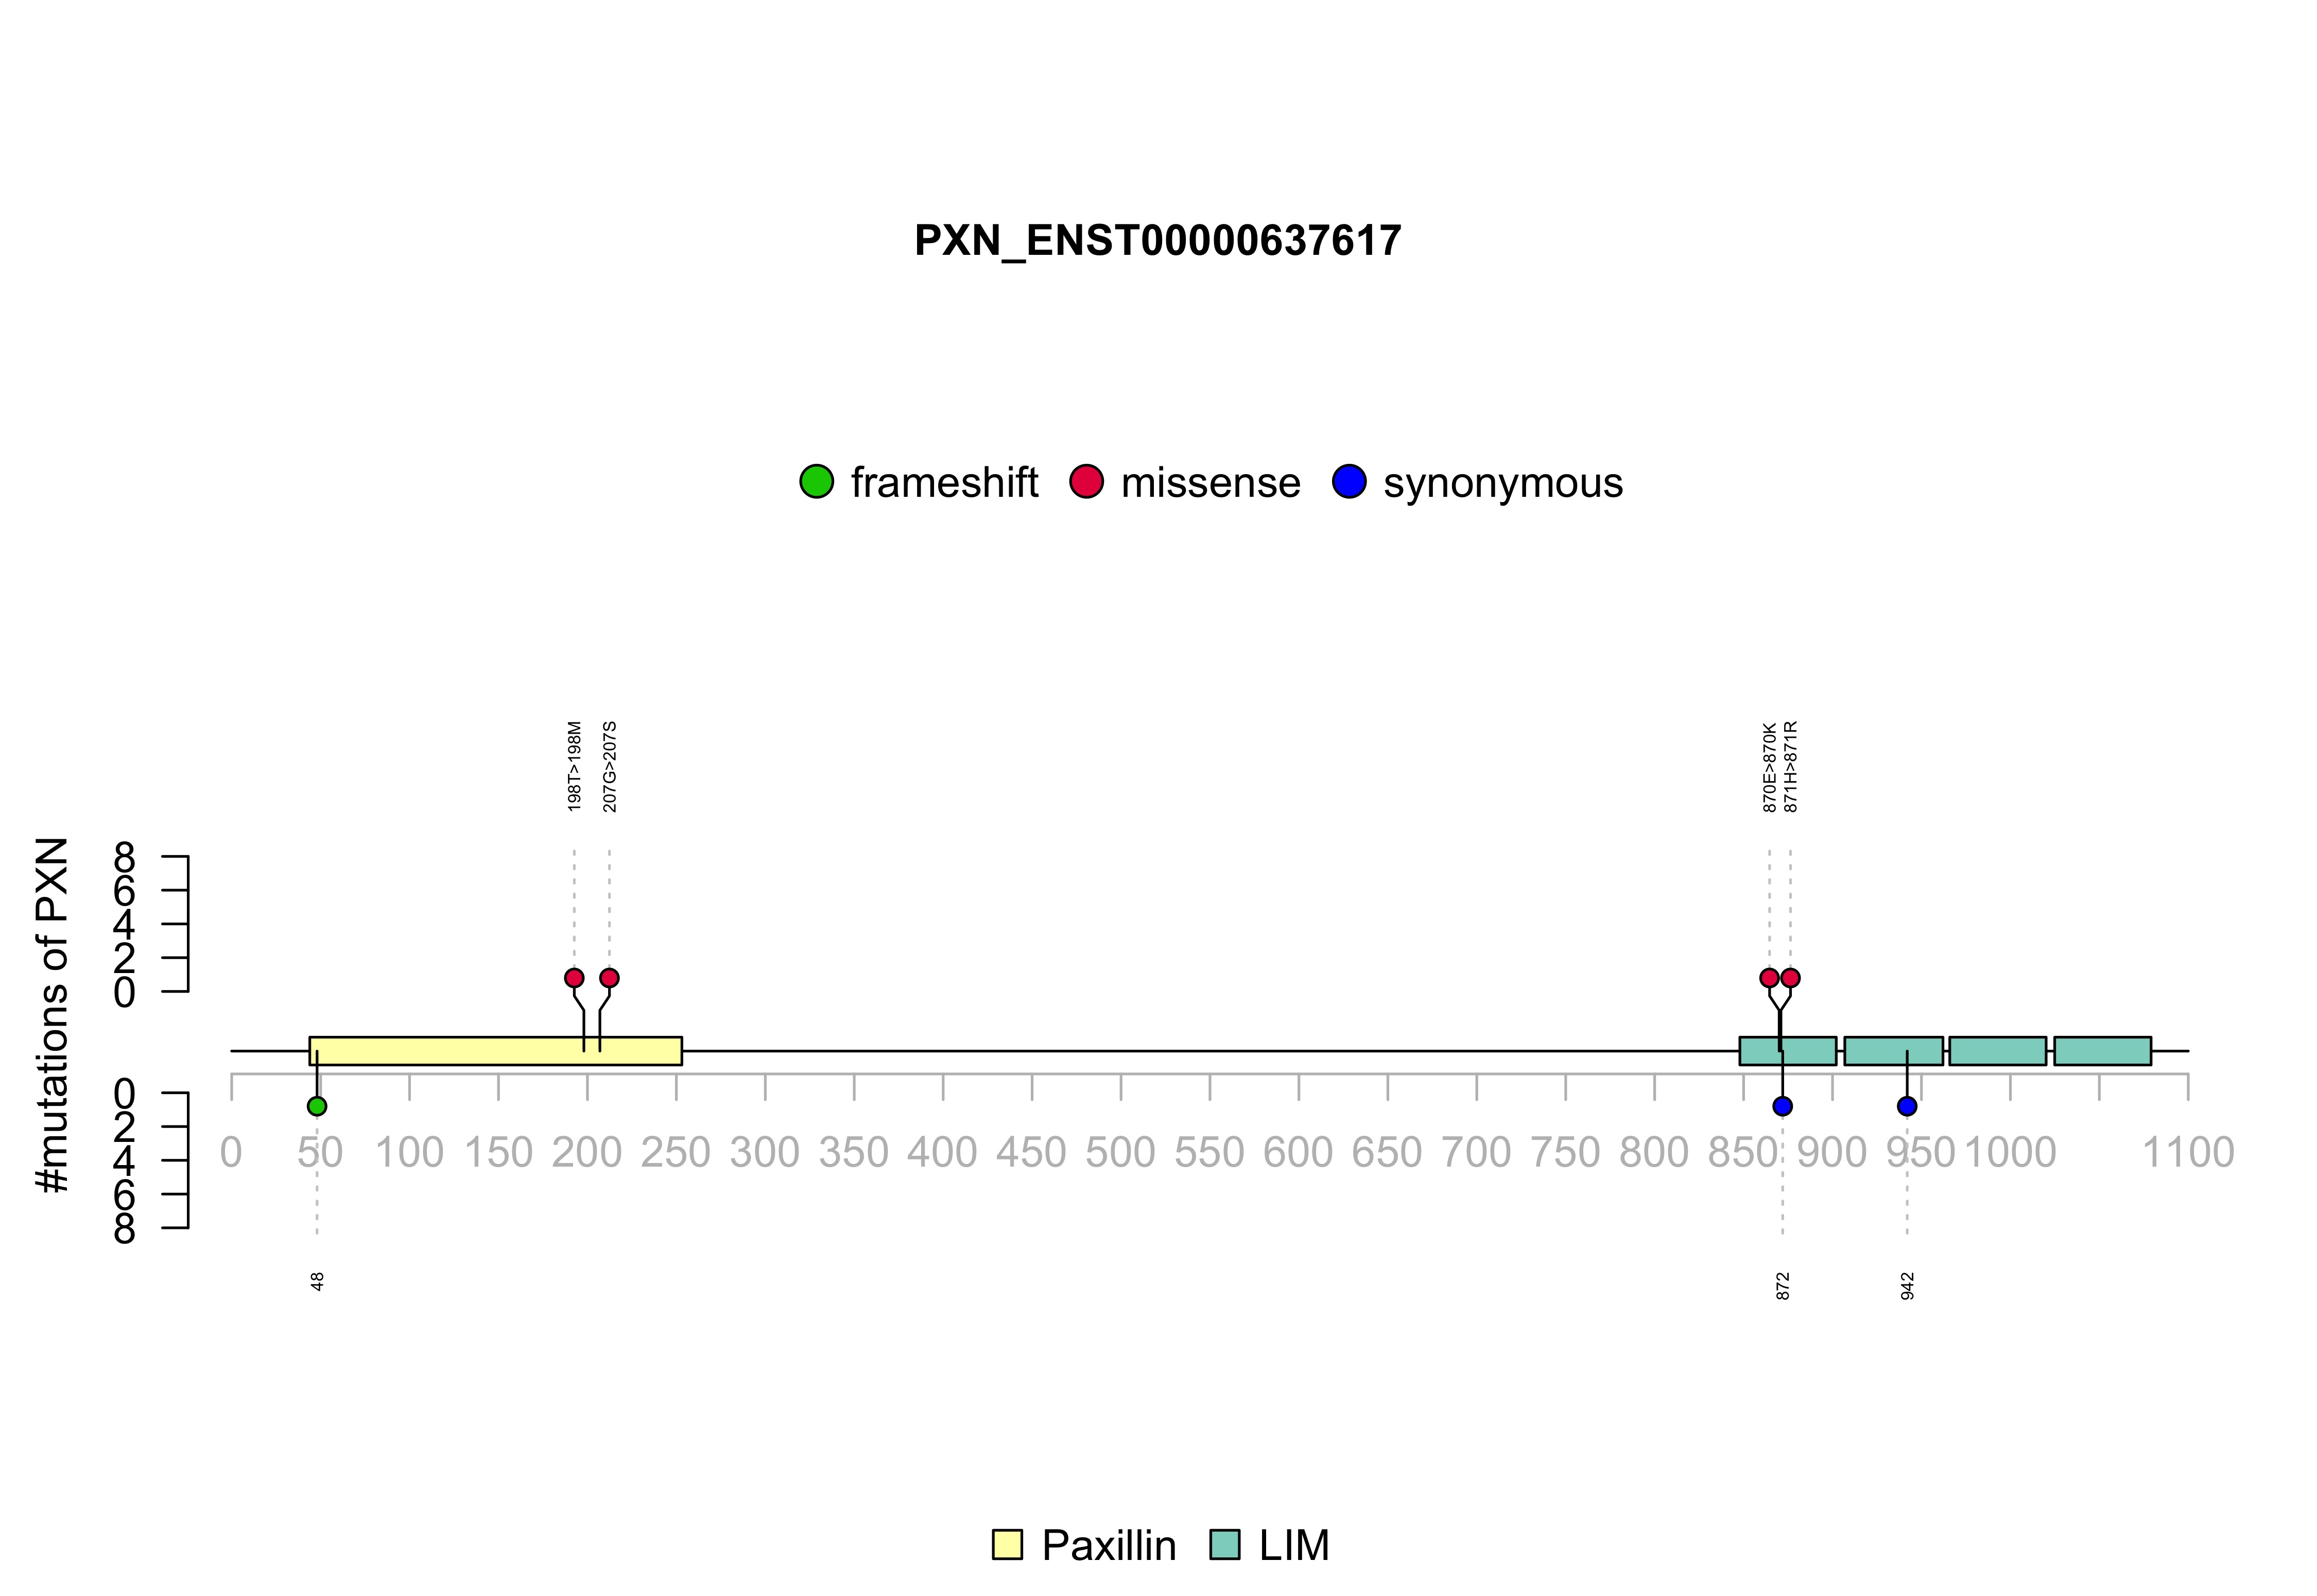 PXN_ENST00000637617
frameshift missense synonymous
198T>198M
207G>207S
870E>870K
871H>871R
#mutations of PXN
8
6
4
2
0
0
2
4
6
8
0 50 100 150 200 250 300 350 400 450 500 550 600 650 700 750 800 850 900 950 1000 1100
48
872
942
Paxillin LIM